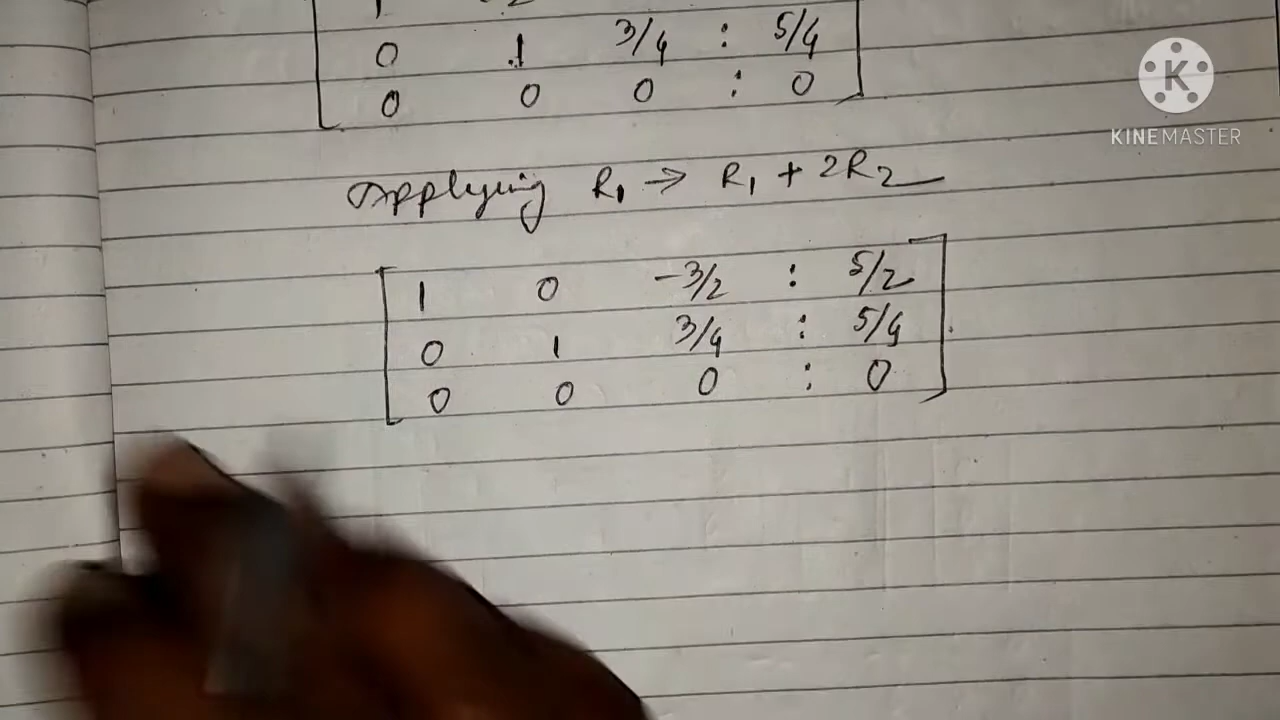 0 1 3/4 : 5/4
0 0 0 : 0
KINEMASTER
Applying R₁ → R₁ + 2R₂
1 0 -3/2 : 5/2
0 1 3/4 : 5/4
0 0 0 : 0